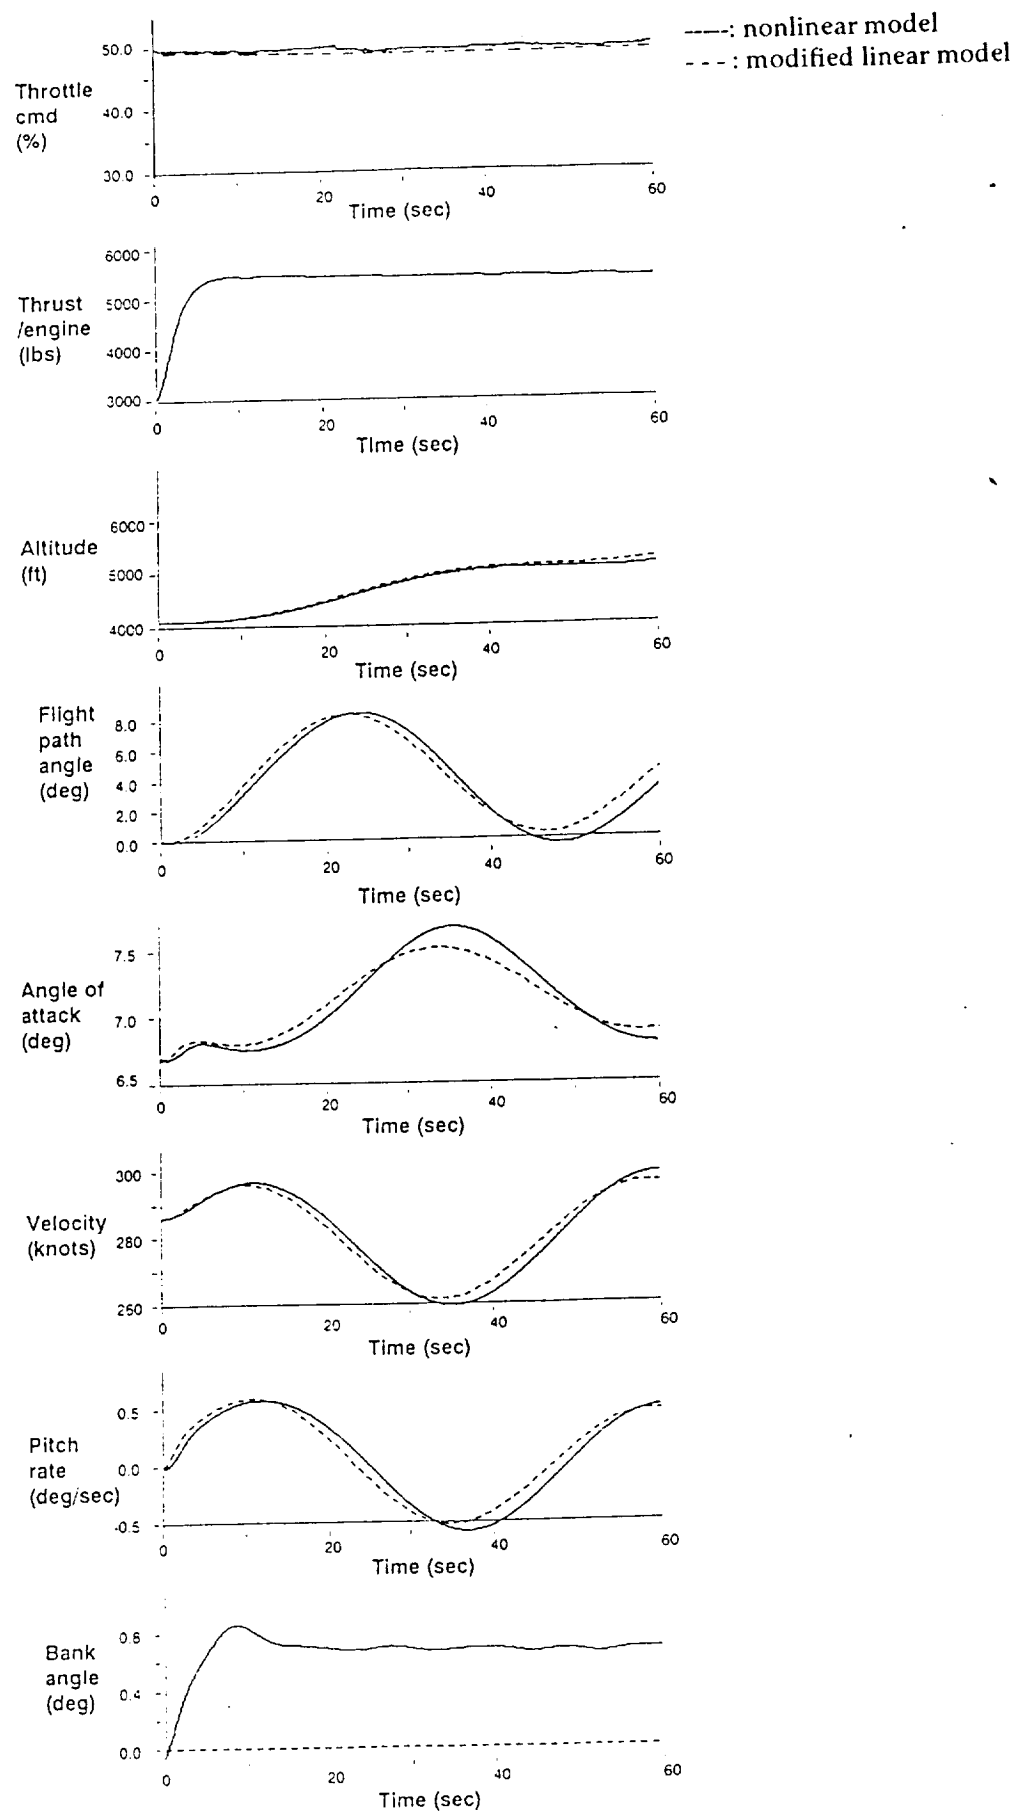 ——: nonlinear model
- - - : modified linear model
50.0
Throttle
cmd
(%)
40.0
30.0
0 20 40 60
Time (sec)
6000
Thrust
/engine
(lbs)
5000
4000
3000
0 20 40 60
Time (sec)
6000
Altitude
(ft)
5000
4000
0 20 40 60
Time (sec)
Flight
path
angle
(deg)
8.0
6.0
4.0
2.0
0.0
0 20 40 60
Time (sec)
7.5
Angle of
attack
(deg)
7.0
6.5
0 20 40 60
Time (sec)
300
Velocity
(knots)
280
260
0 20 40 60
Time (sec)
0.5
Pitch
rate
(deg/sec)
0.0
-0.5
0 20 40 60
Time (sec)
0.8
Bank
angle
(deg)
0.4
0.0
0 20 40 60
Time (sec)